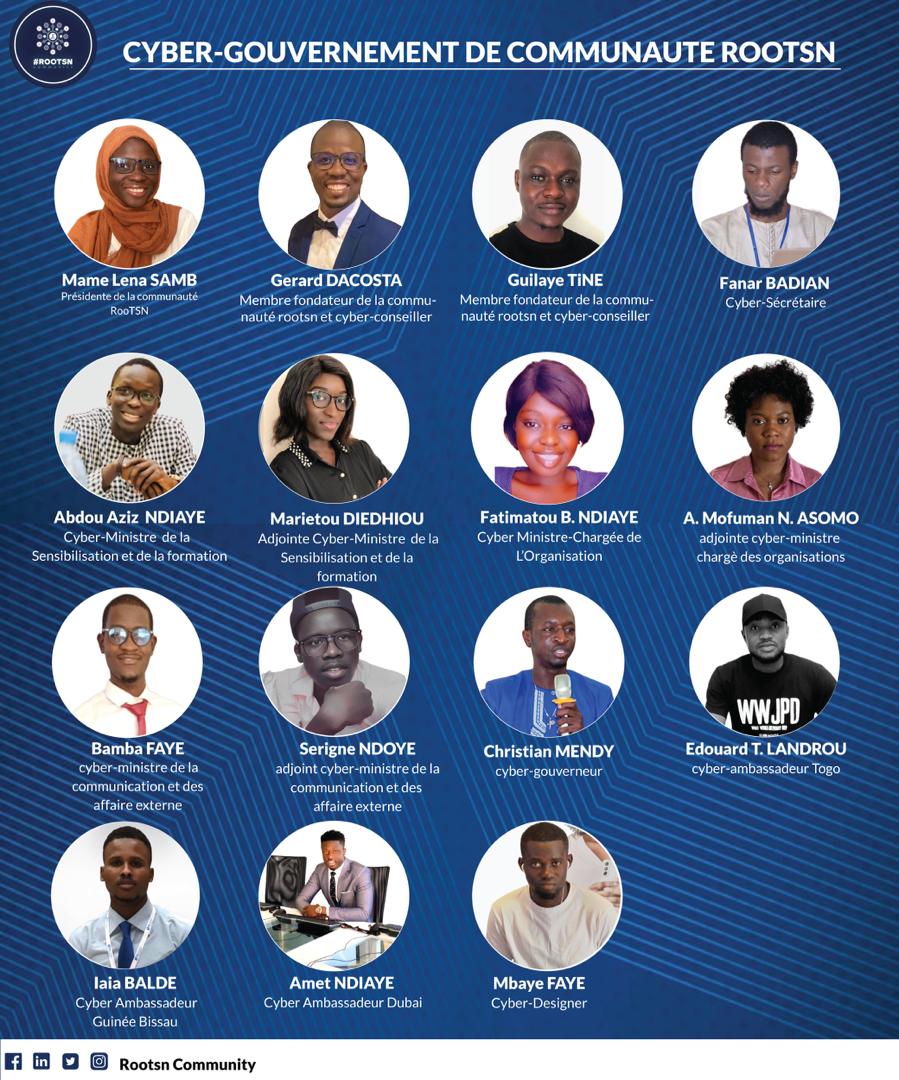 #ROOTSN
COMMUNITY
CYBER-GOUVERNEMENT DE COMMUNAUTE ROOTSN
Mame Lena SAMB
Présidente de la communauté
RooTSN
Gerard DACOSTA
Membre fondateur de la commu-
nauté rootsn et cyber-conseiller
Guilaye TiNE
Membre fondateur de la commu-
nauté rootsn et cyber-conseiller
Fanar BADIAN
Cyber-Sécrétaire
Abdou Aziz NDIAYE
Cyber-Ministre de la
Sensibilisation et de la formation
Marietou DIEDHIOU
Adjointe Cyber-Ministre de la
Sensibilisation et de la
formation
Fatimatou B. NDIAYE
Cyber Ministre-Chargée de
L'Organisation
A. Mofuman N. ASOMO
adjointe cyber-ministre
chargè des organisations
Bamba FAYE
cyber-ministre de la
communication et des
affaire externe
Serigne NDOYE
adjoint cyber-ministre de la
communication et des
affaire externe
Christian MENDY
cyber-gouverneur
WWJPD
Edouard T. LANDROU
cyber-ambassadeur Togo
Iaia BALDE
Cyber Ambassadeur
Guinée Bissau
Amet NDIAYE
Cyber Ambassadeur Dubai
Mbaye FAYE
Cyber-Designer
Rootsn Community